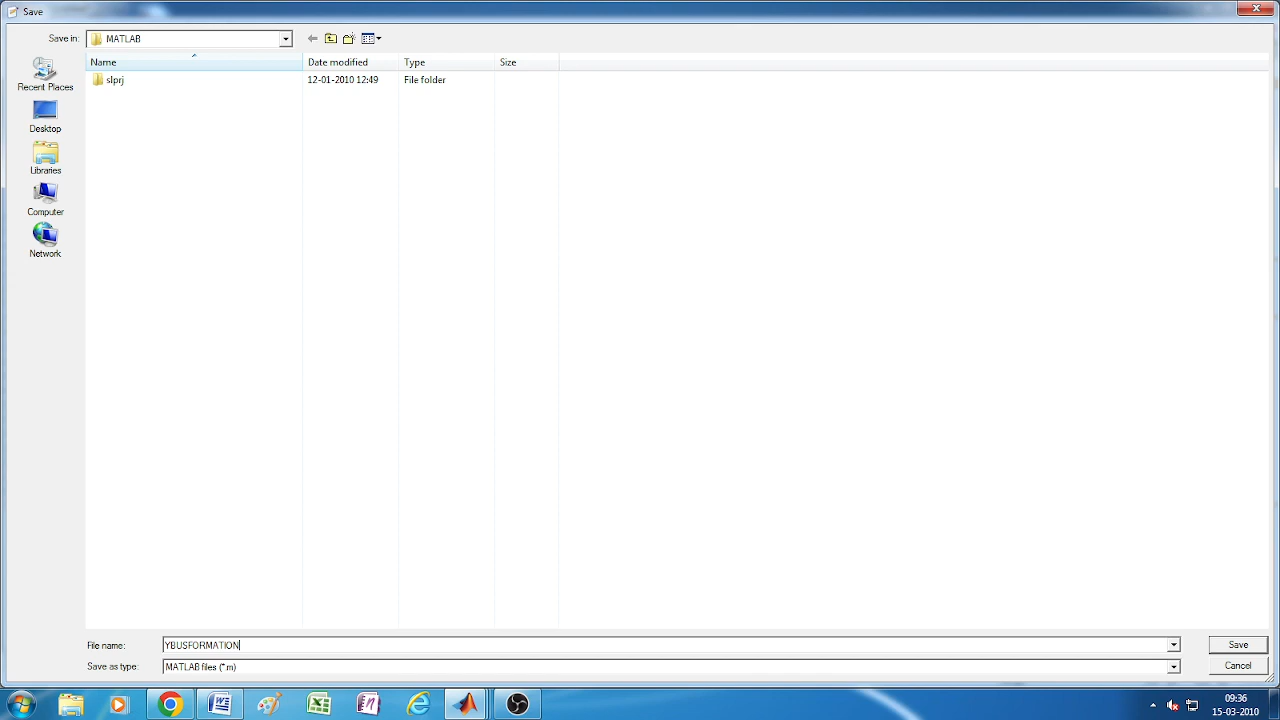 Save
Save in: MATLAB
Name Date modified Type Size
slprj 12-01-2010 12:49 File folder
Recent Places
Desktop
Libraries
Computer
Network
File name: YBUSFORMATION Save
Save as type: MATLAB files (*.m) Cancel
09:36
15-03-2010